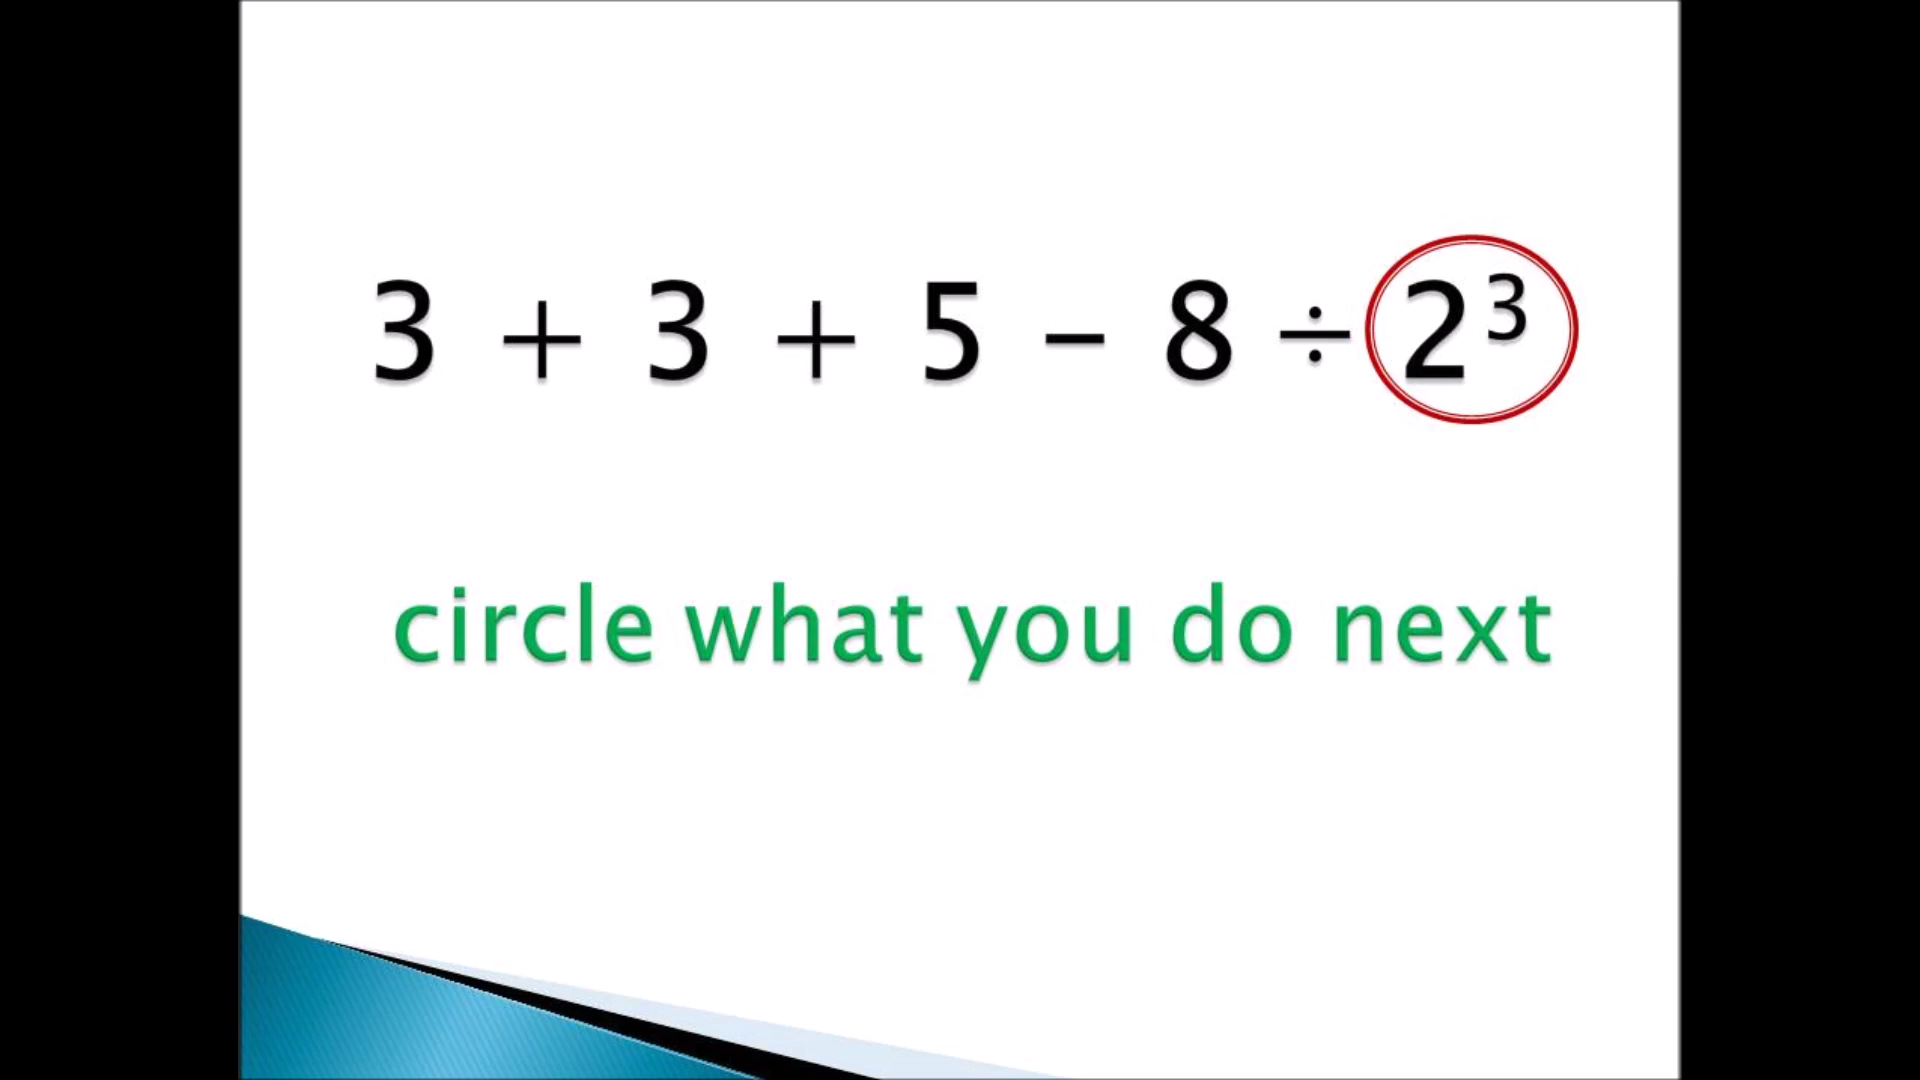 3 + 3 + 5 – 8 ÷ 2³
circle what you do next